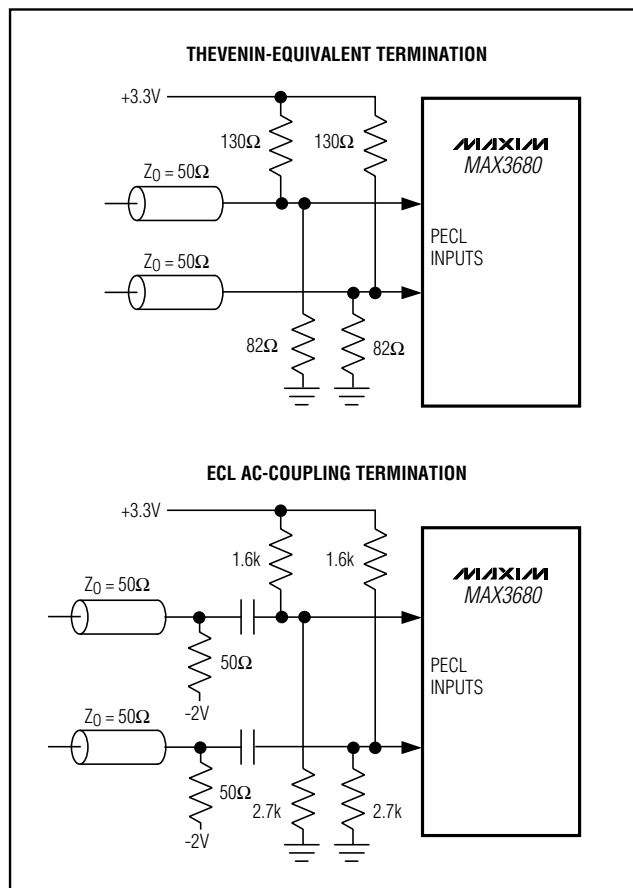 THEVENIN-EQUIVALENT TERMINATION
+3.3V
130Ω 130Ω
MAXIM
MAX3680
Z0 = 50Ω
PECL
INPUTS
Z0 = 50Ω
82Ω 82Ω
ECL AC-COUPLING TERMINATION
+3.3V
1.6k 1.6k
MAXIM
MAX3680
Z0 = 50Ω
50Ω
PECL
INPUTS
-2V
Z0 = 50Ω
50Ω
2.7k 2.7k
-2V